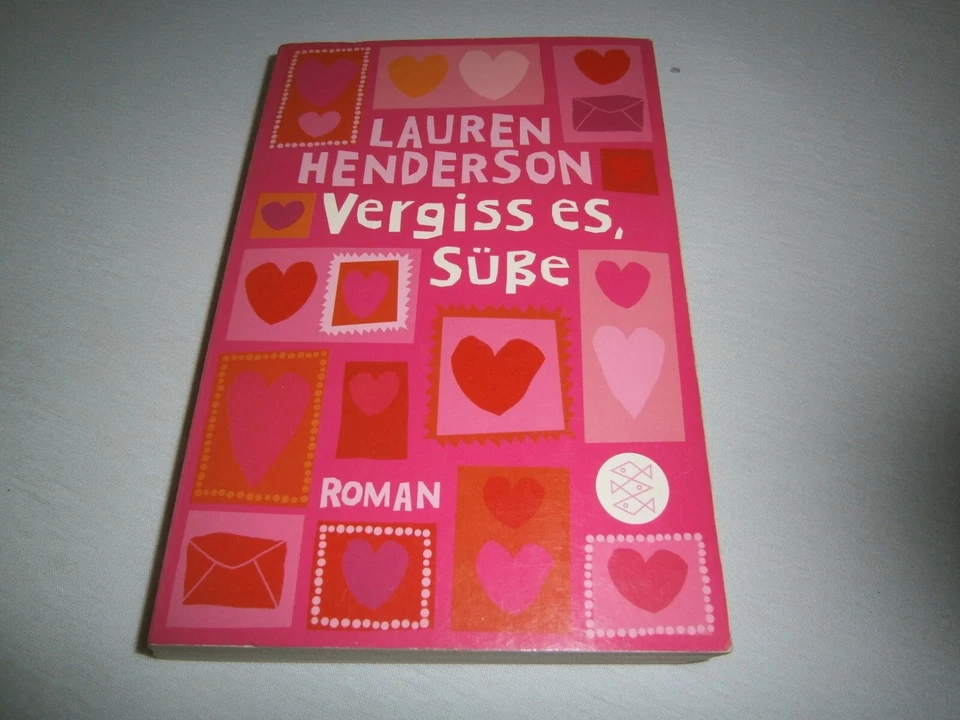 LAUREN
HENDERSON
Vergiss es,
Süße
ROMAN